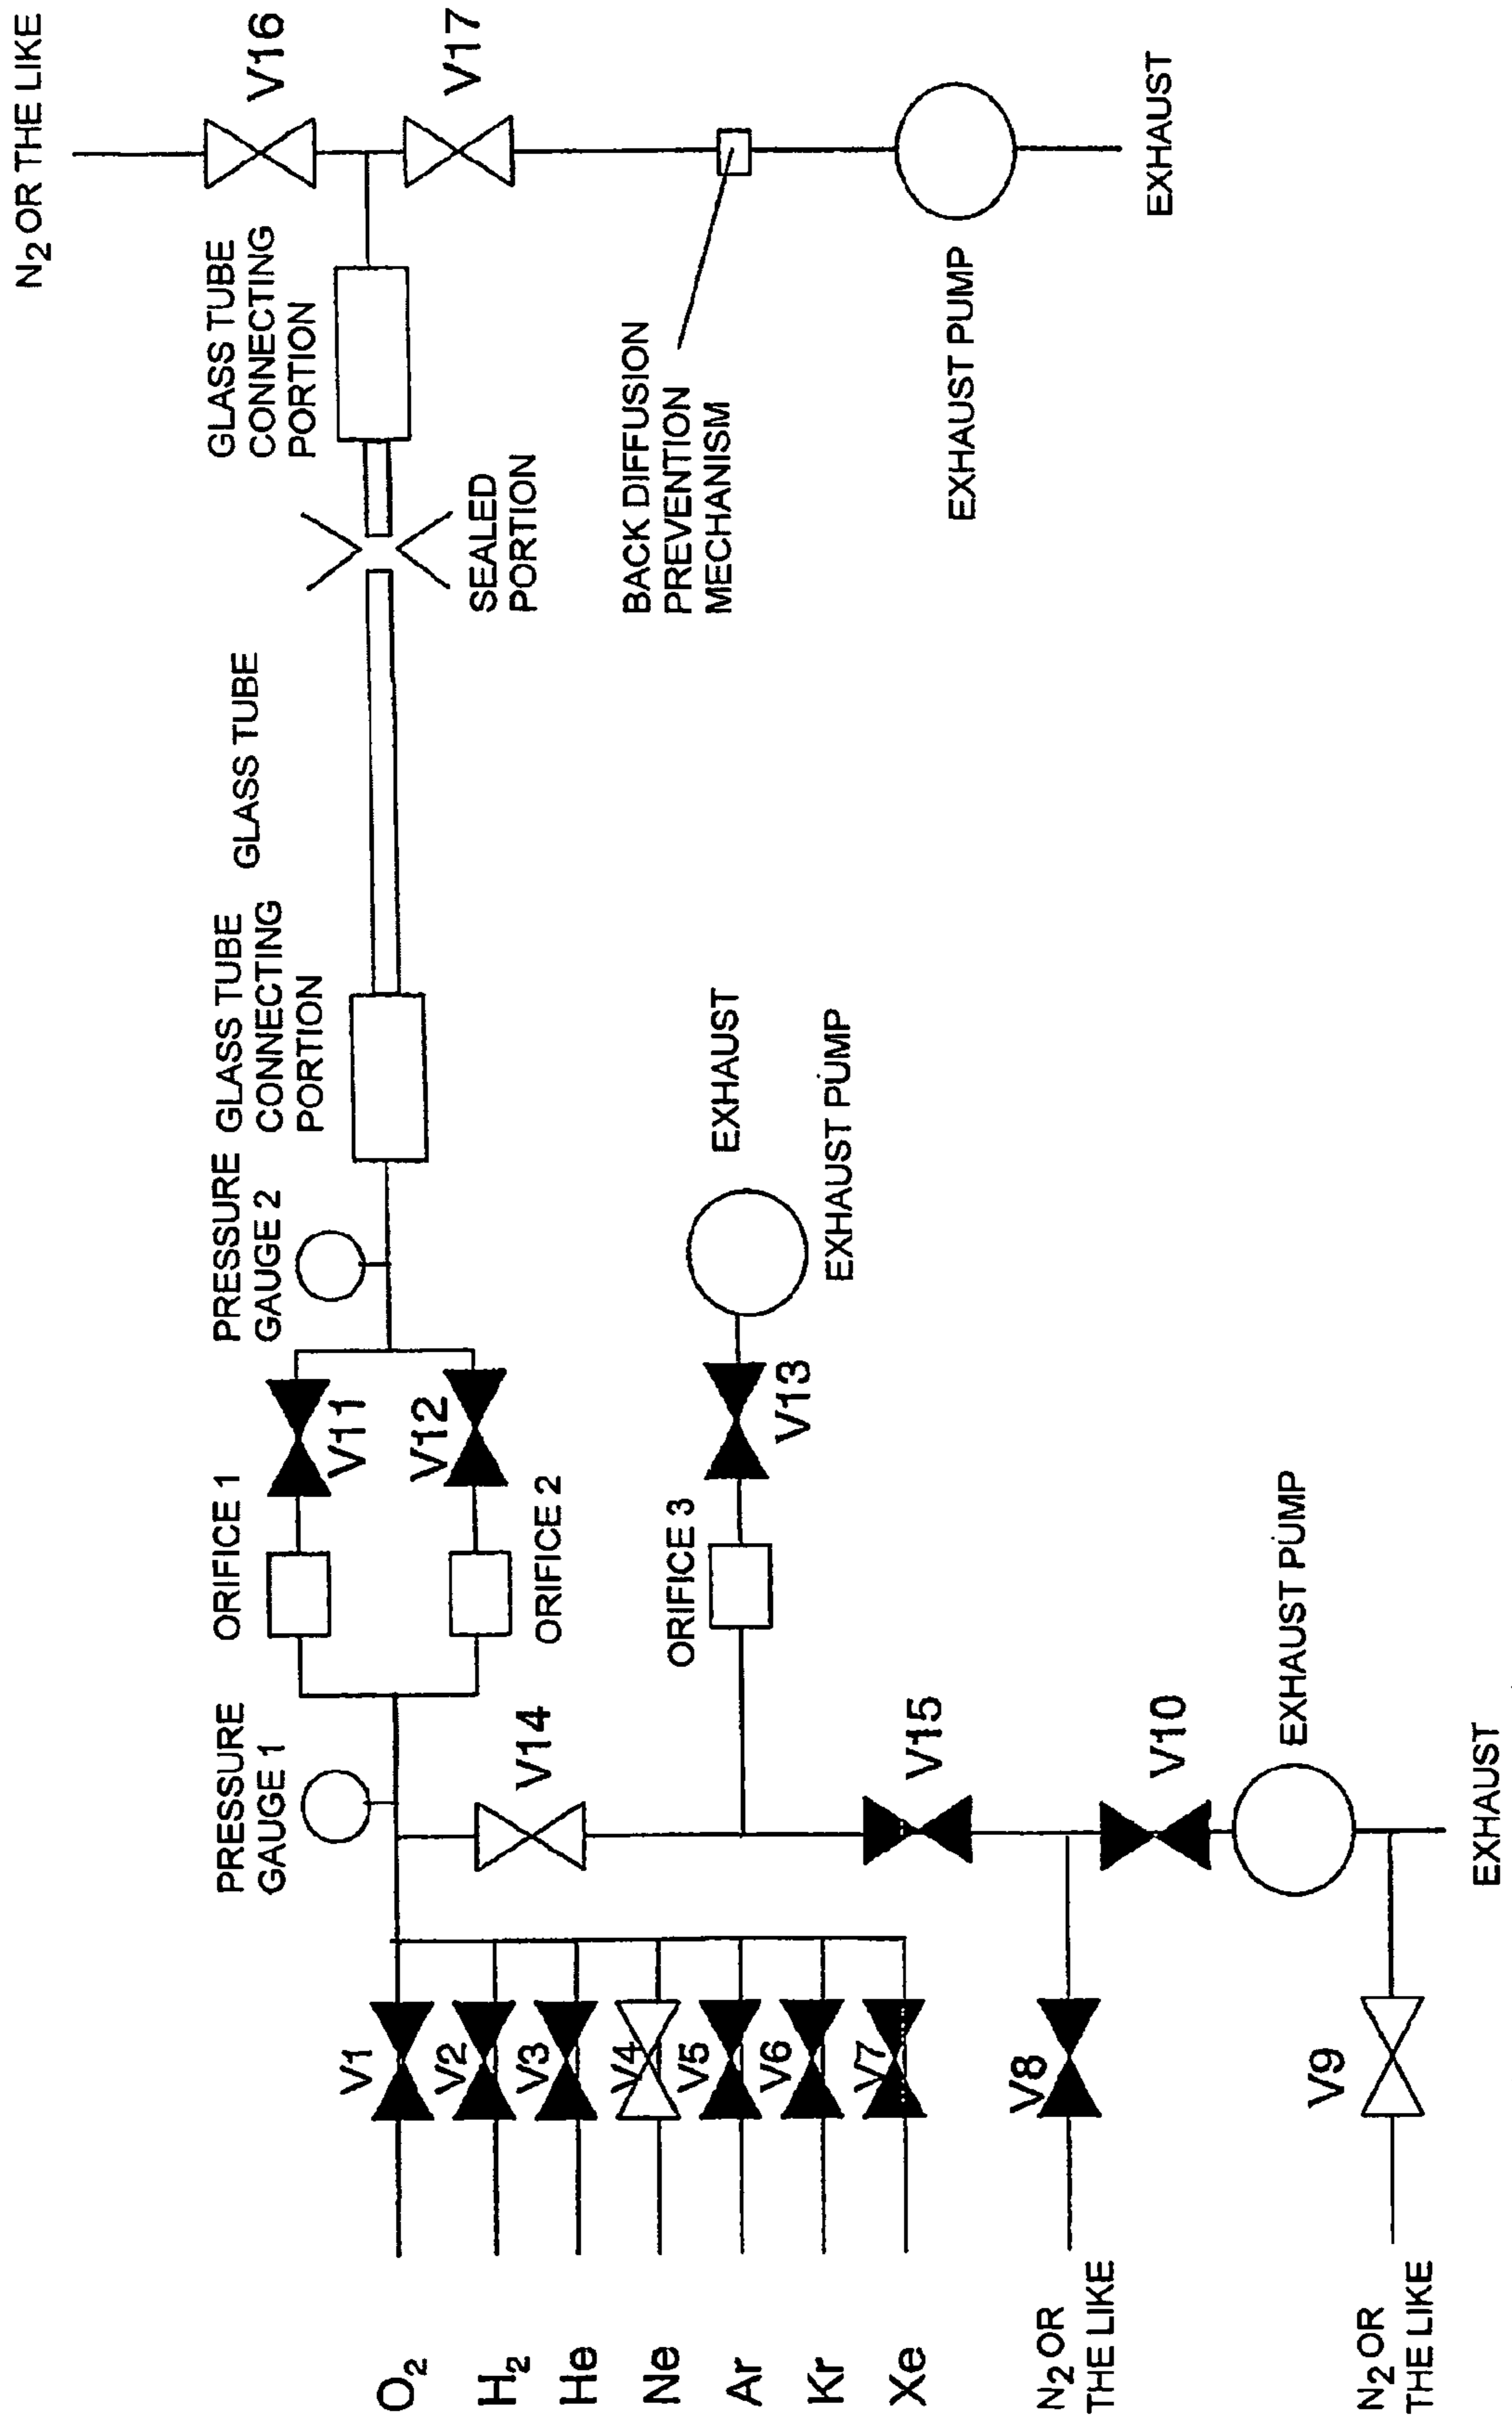 N2 OR THE LIKE
V16
V17
GLASS TUBE
CONNECTING
PORTION
SEALED
PORTION
BACK DIFFUSION
PREVENTION
MECHANISM
EXHAUST PUMP
EXHAUST
GLASS TUBE
GLASS TUBE
CONNECTING
PORTION
PRESSURE
GAUGE 2
EXHAUST
EXHAUST PUMP
V11
V12
V13
ORIFICE 1
ORIFICE 2
ORIFICE 3
PRESSURE
GAUGE 1
V14
V15
V10
EXHAUST PUMP
EXHAUST
V1
V2
V3
V4
V5
V6
V7
V8
V9
O2
H2
He
Ne
Ar
Kr
Xe
N2 OR
THE LIKE
N2 OR
THE LIKE